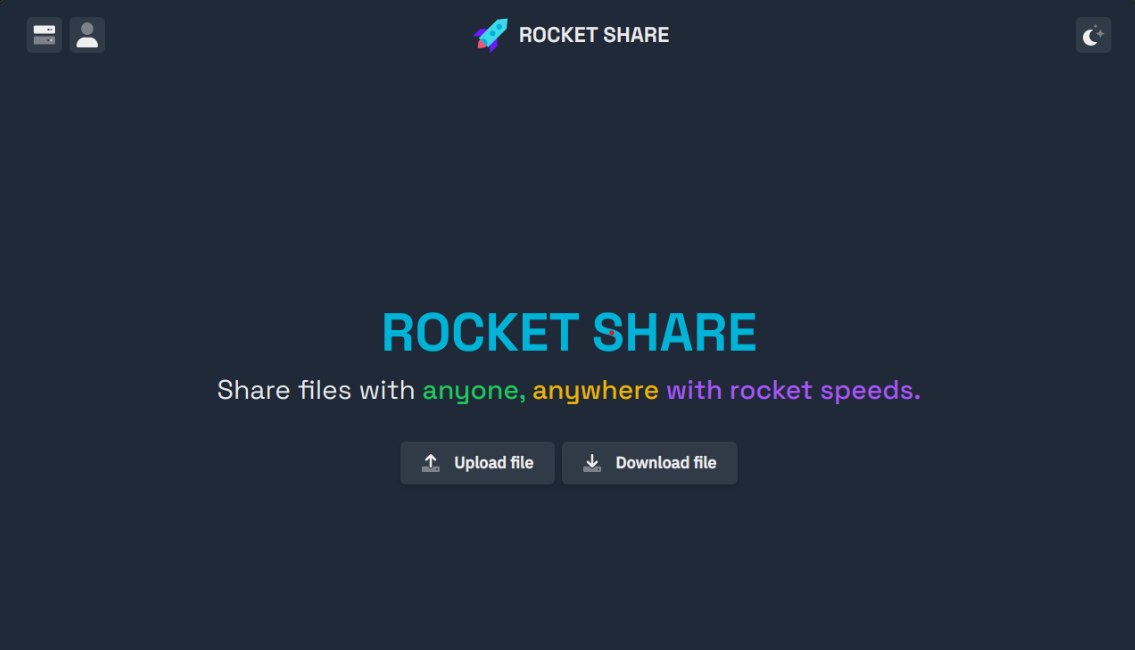 ROCKET SHARE
ROCKET SHARE
Share files with anyone, anywhere with rocket speeds.
Upload file
Download file